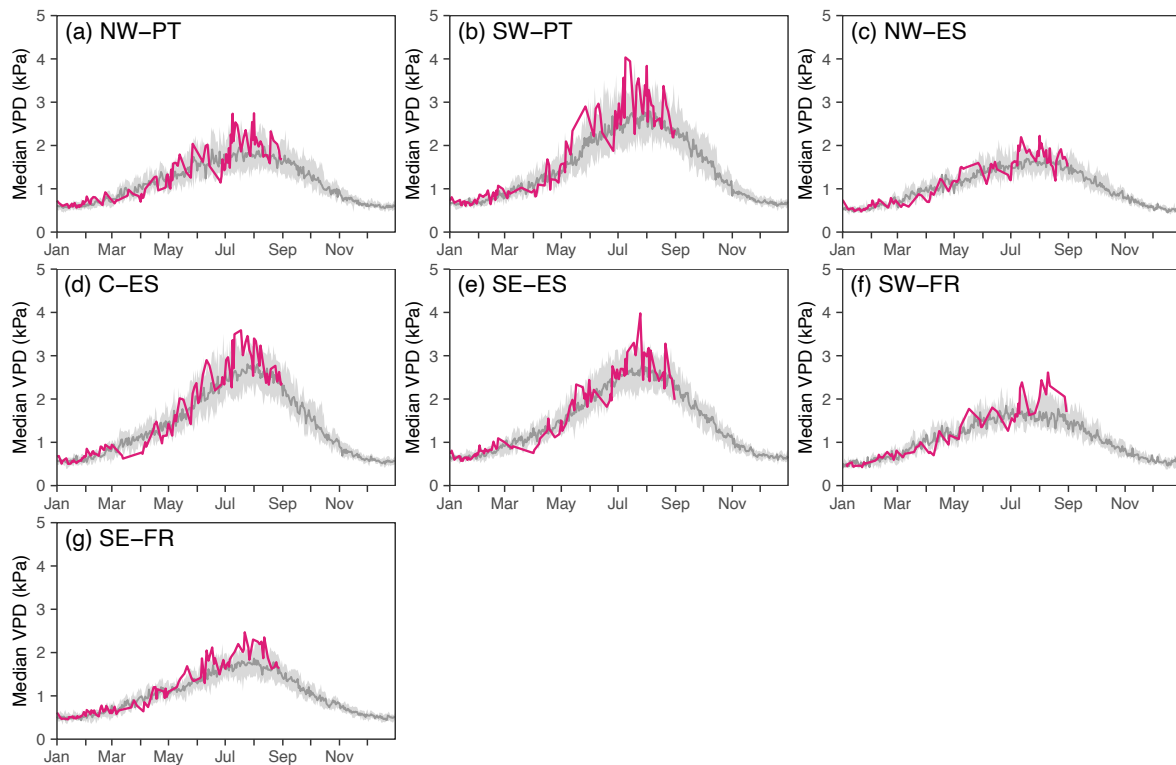 (a) NW−PT
Median VPD (kPa)
5
4
3
2
1
0
Jan Mar May Jul Sep Nov
(b) SW−PT
Median VPD (kPa)
5
4
3
2
1
0
Jan Mar May Jul Sep Nov
(c) NW−ES
Median VPD (kPa)
5
4
3
2
1
0
Jan Mar May Jul Sep Nov
(d) C−ES
Median VPD (kPa)
5
4
3
2
1
0
Jan Mar May Jul Sep Nov
(e) SE−ES
Median VPD (kPa)
5
4
3
2
1
0
Jan Mar May Jul Sep Nov
(f) SW−FR
Median VPD (kPa)
5
4
3
2
1
0
Jan Mar May Jul Sep Nov
(g) SE−FR
Median VPD (kPa)
5
4
3
2
1
0
Jan Mar May Jul Sep Nov